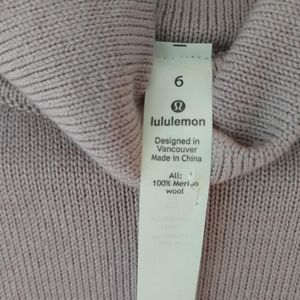 6
lululemon
Designed in
Vancouver
Made in China
All:
100% Merino
wool